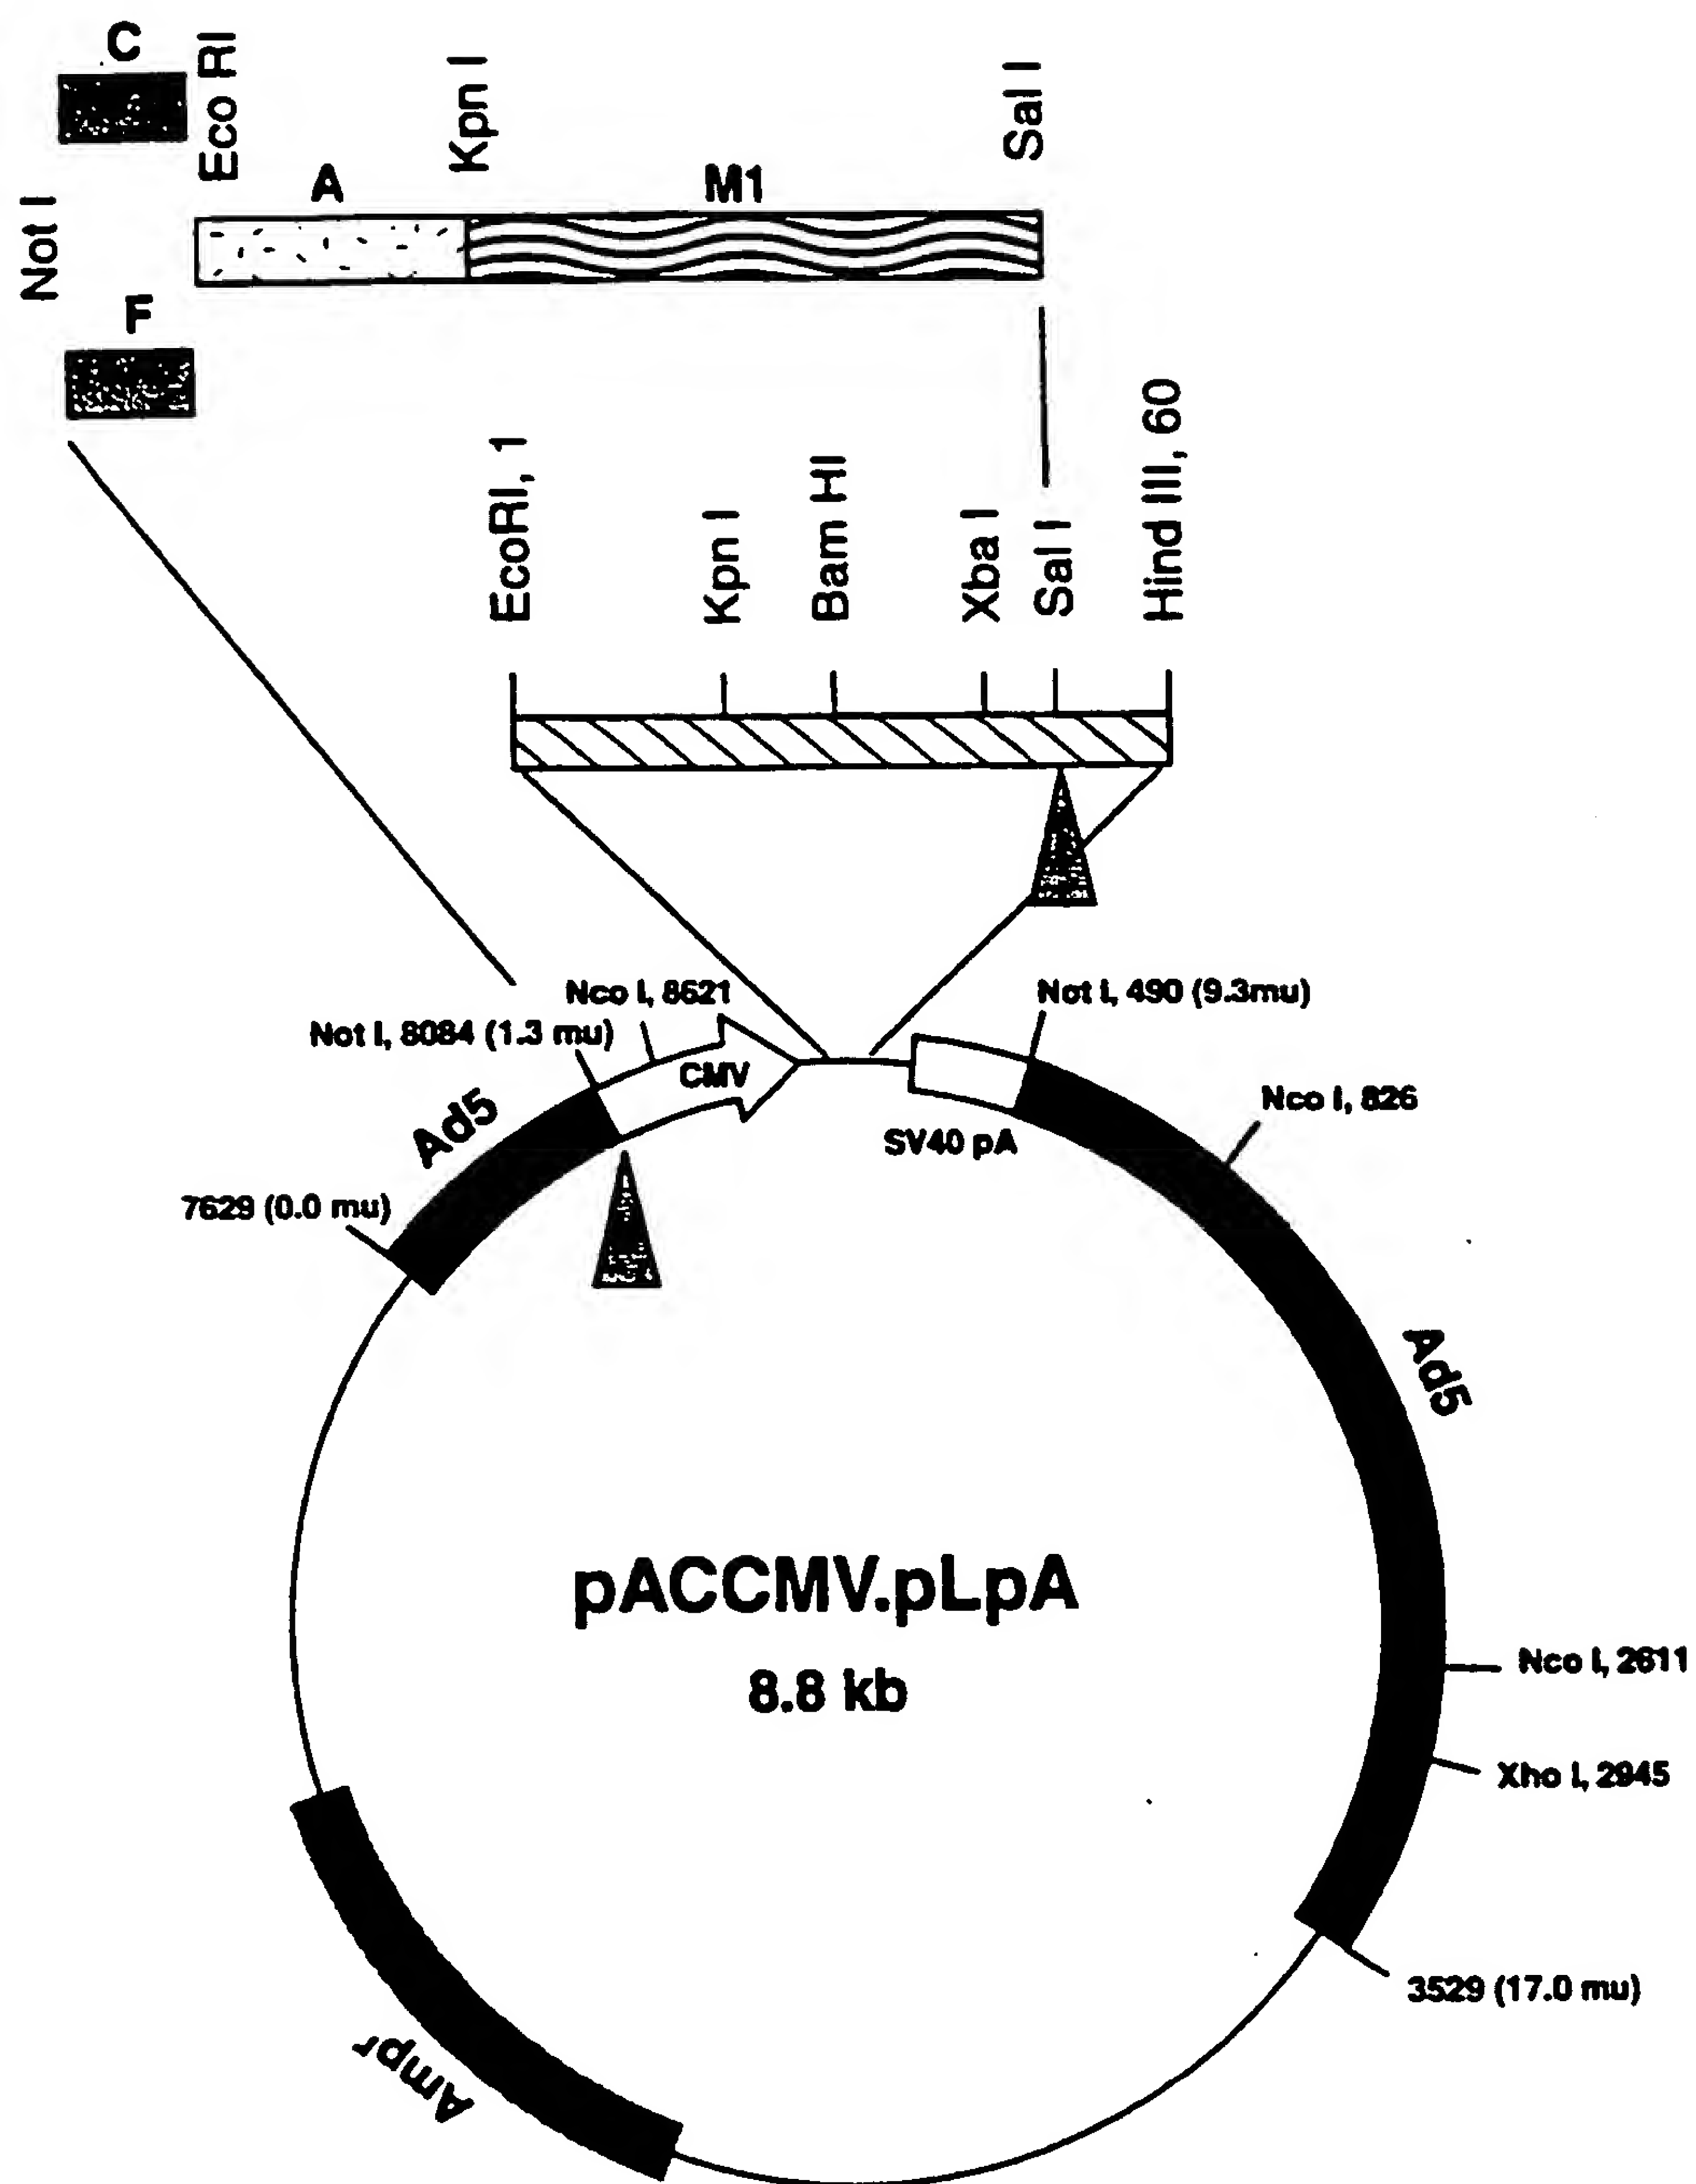 C
Eco RI
Kpn I
Sal I
Not I
A
M1
F
EcoRI, 1
Kpn I
Bam HI
Xba I
Sal I
Hind III, 60
Nco I, 8621
Not I, 490 (9.3mu)
Not I, 8084 (1.3 mu)
CMV
Nco I, 826
Ad5
SV40 pA
7629 (0.0 mu)
Ad5
pACCMV.pLpA
8.8 kb
Nco I, 2611
Xho I, 2945
3529 (17.0 mu)
Ampr